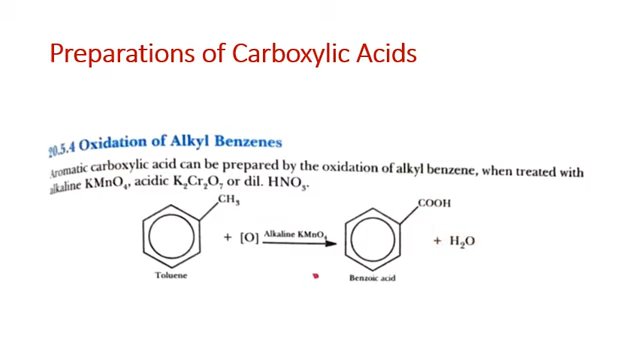 Preparations of Carboxylic Acids
20.5.4 Oxidation of Alkyl Benzenes
Aromatic carboxylic acid can be prepared by the oxidation of alkyl benzene, when treated with
alkaline KMnO₄, acidic K₂Cr₂O₇ or dil. HNO₃.
CH₃ COOH
+ [O] Alkaline KMnO₄ + H₂O
Toluene Benzoic acid